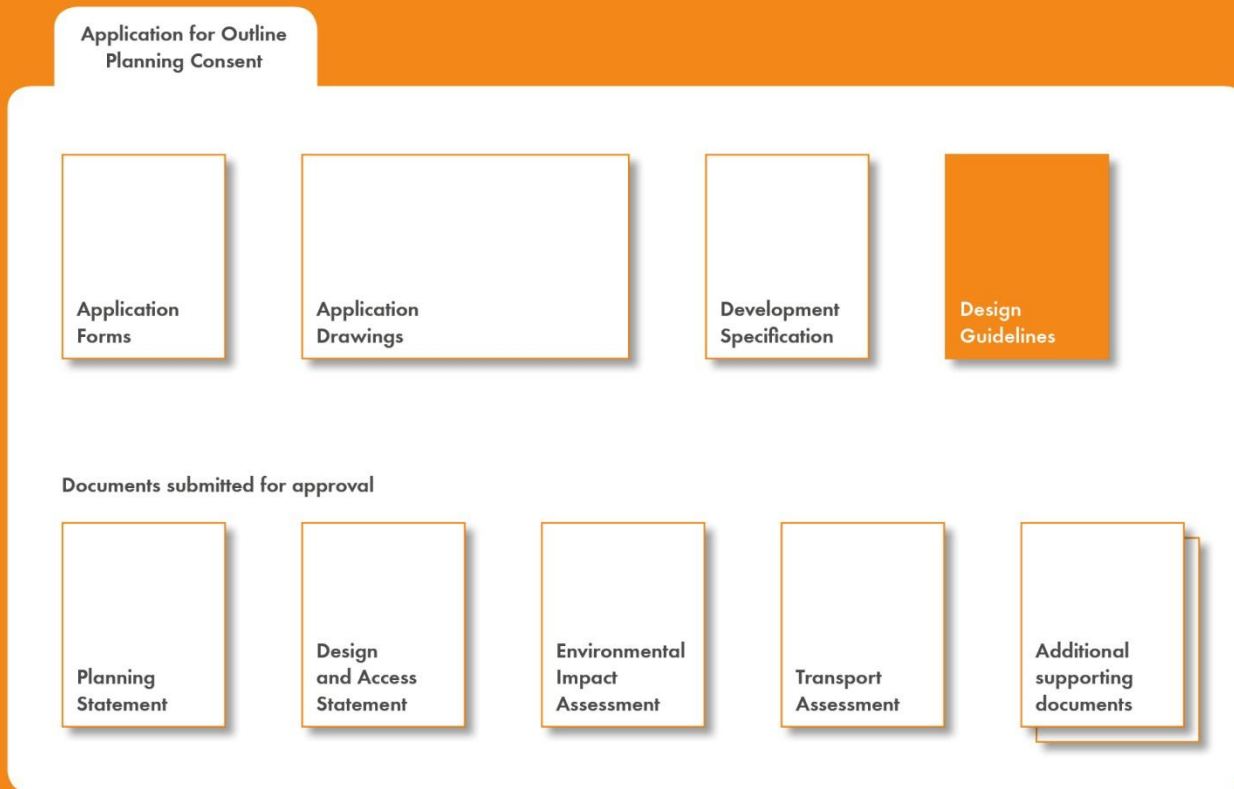 Application for Outline
Planning Consent
Application
Forms
Application
Drawings
Development
Specification
Design
Guidelines
Documents submitted for approval
Planning
Statement
Design
and Access
Statement
Environmental
Impact
Assessment
Transport
Assessment
Additional
supporting
documents